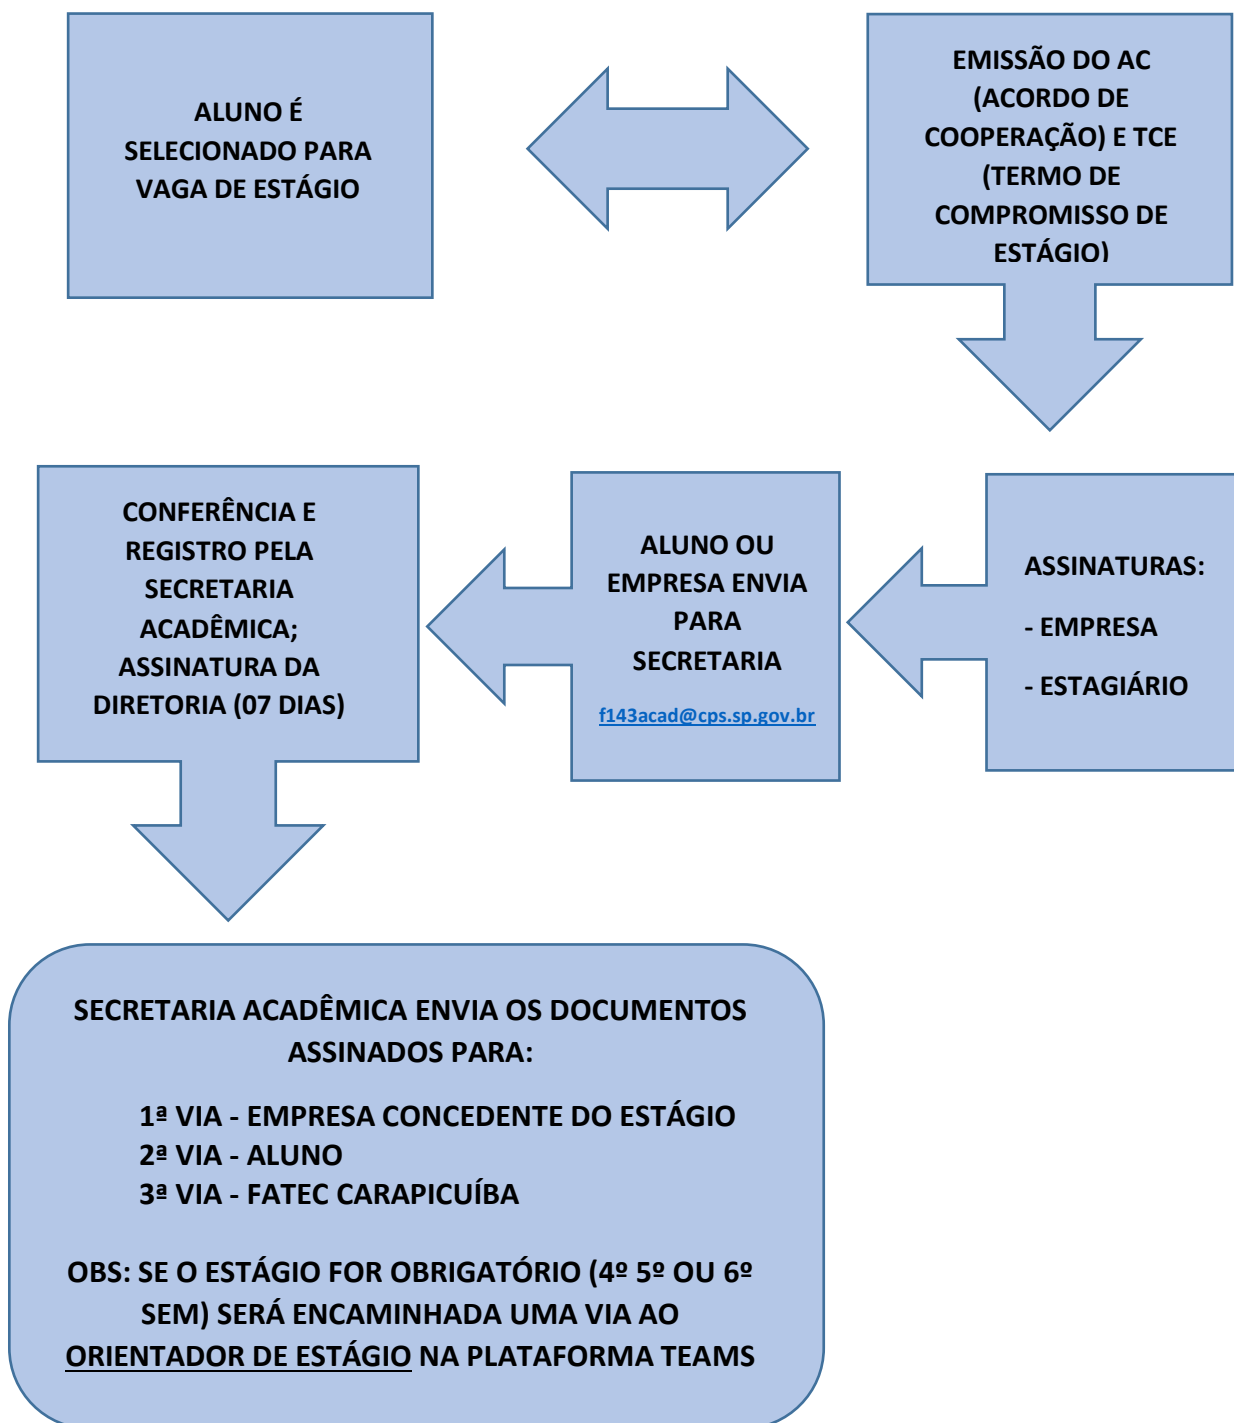 ALUNO É
SELECIONADO PARA
VAGA DE ESTÁGIO
EMISSÃO DO AC
(ACORDO DE
COOPERAÇÃO) E TCE
(TERMO DE
COMPROMISSO DE
ESTÁGIO)
ASSINATURAS:
- EMPRESA
- ESTAGIÁRIO
ALUNO OU
EMPRESA ENVIA
PARA
SECRETARIA
f143acad@cps.sp.gov.br
CONFERÊNCIA E
REGISTRO PELA
SECRETARIA
ACADÊMICA;
ASSINATURA DA
DIRETORIA (07 DIAS)
SECRETARIA ACADÊMICA ENVIA OS DOCUMENTOS
ASSINADOS PARA:
1ª VIA - EMPRESA CONCEDENTE DO ESTÁGIO
2ª VIA - ALUNO
3ª VIA - FATEC CARAPICUÍBA
OBS: SE O ESTÁGIO FOR OBRIGATÓRIO (4º 5º OU 6º
SEM) SERÁ ENCAMINHADA UMA VIA AO
ORIENTADOR DE ESTÁGIO NA PLATAFORMA TEAMS